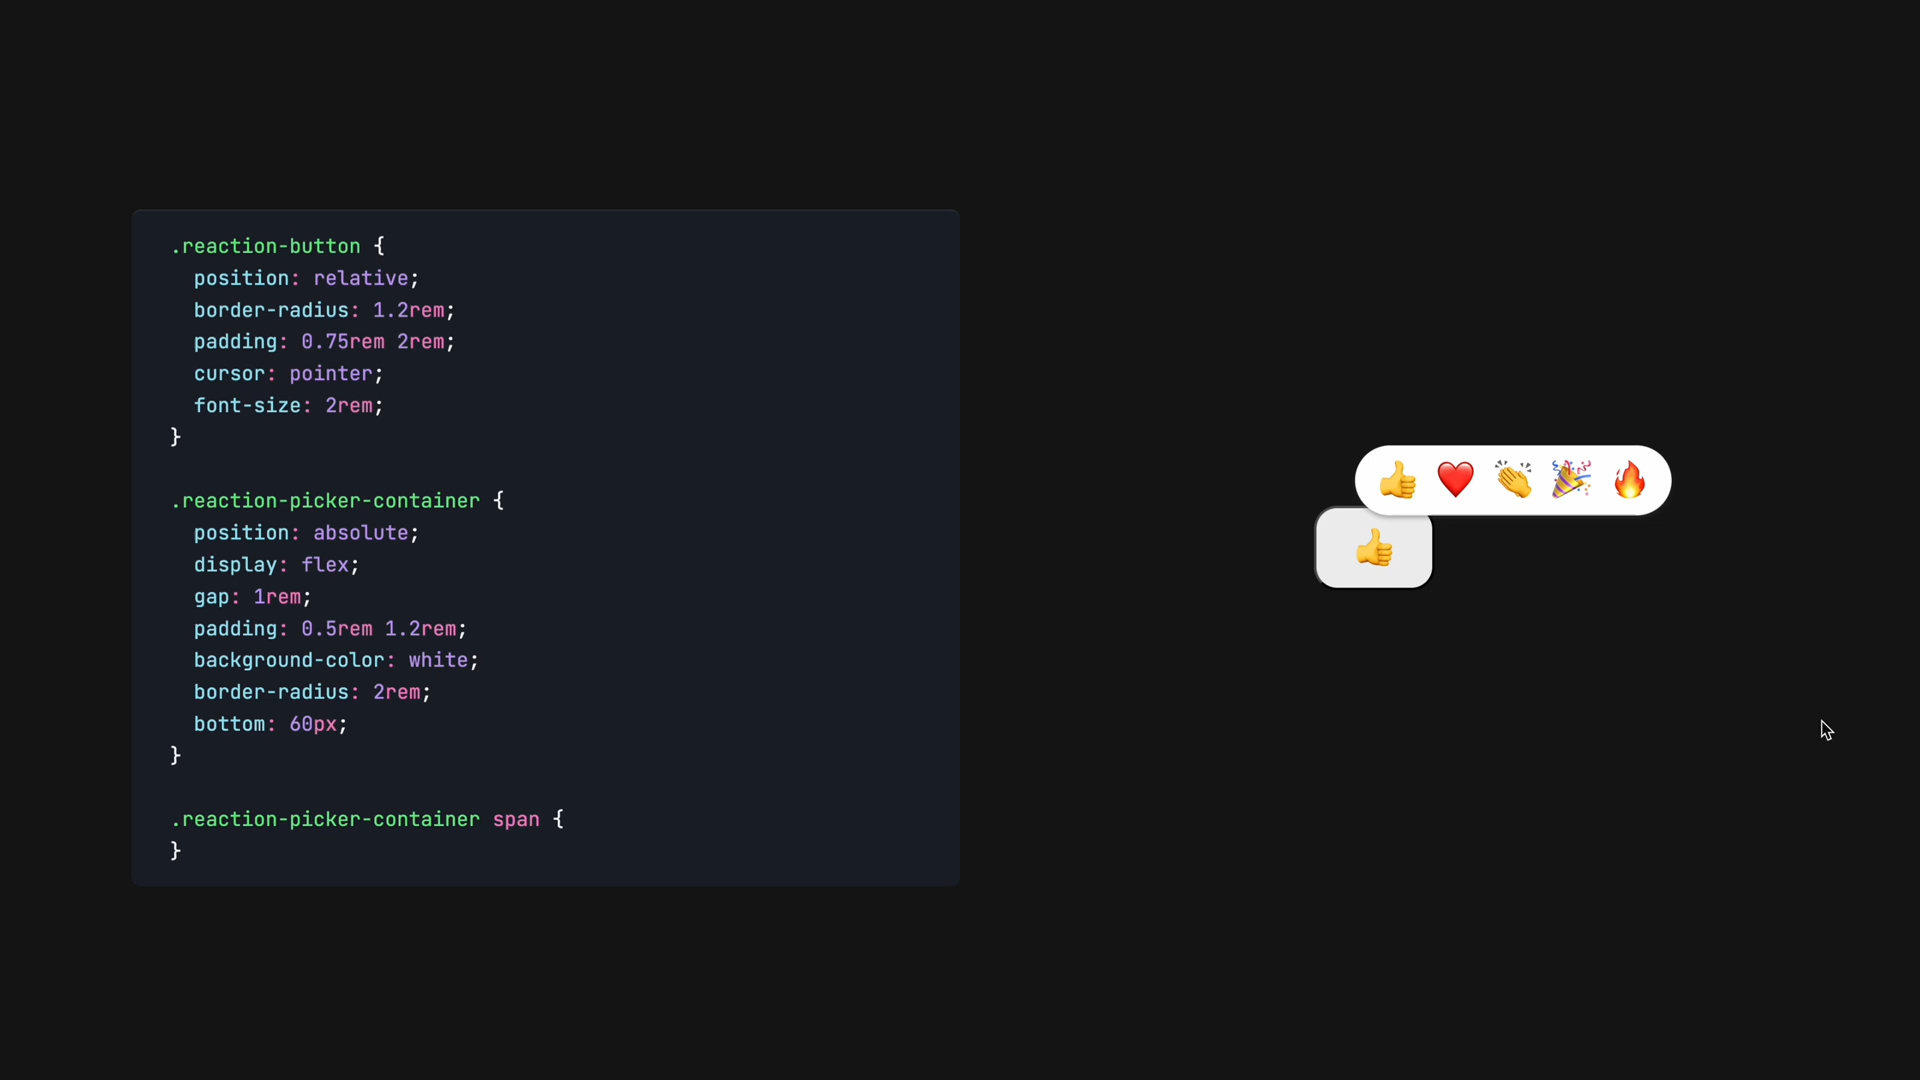 .reaction-button {
  position: relative;
  border-radius: 1.2rem;
  padding: 0.75rem 2rem;
  cursor: pointer;
  font-size: 2rem;
}

.reaction-picker-container {
  position: absolute;
  display: flex;
  gap: 1rem;
  padding: 0.5rem 1.2rem;
  background-color: white;
  border-radius: 2rem;
  bottom: 60px;
}

.reaction-picker-container span {
}